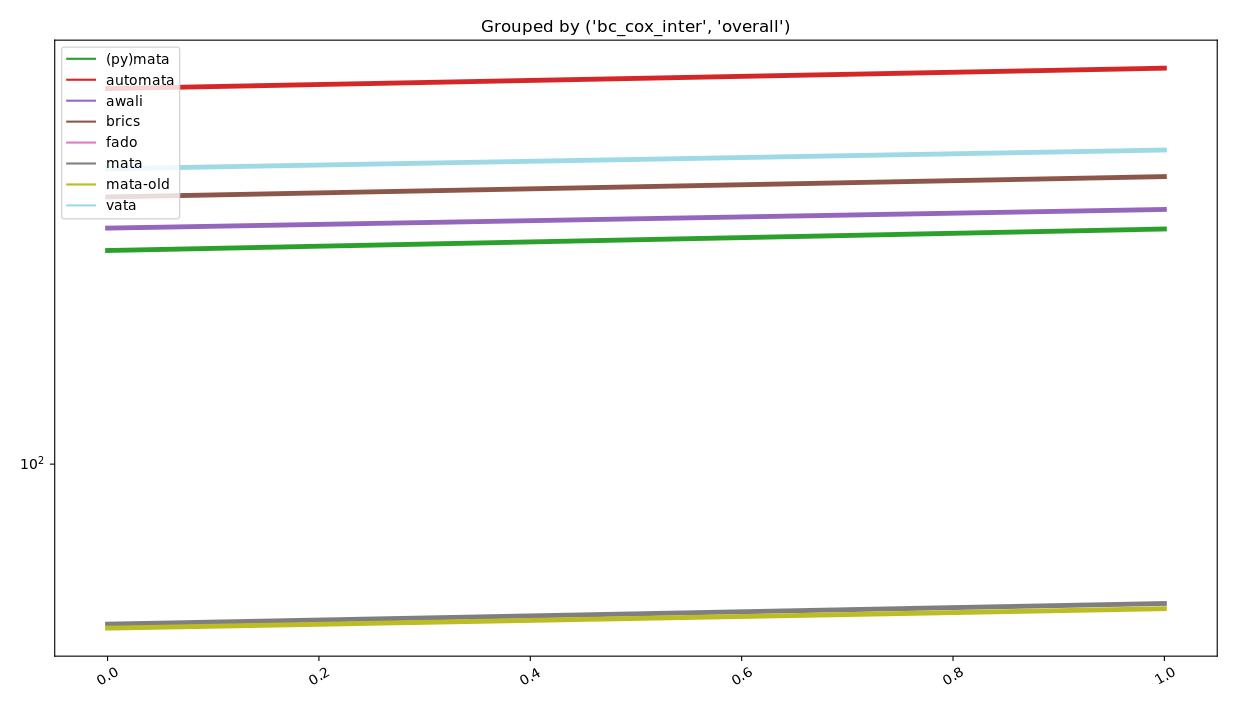 Grouped by ('bc_cox_inter', 'overall')
(py)mata
automata
awali
brics
fado
mata
mata-old
vata
10²
0.0 0.2 0.4 0.6 0.8 1.0